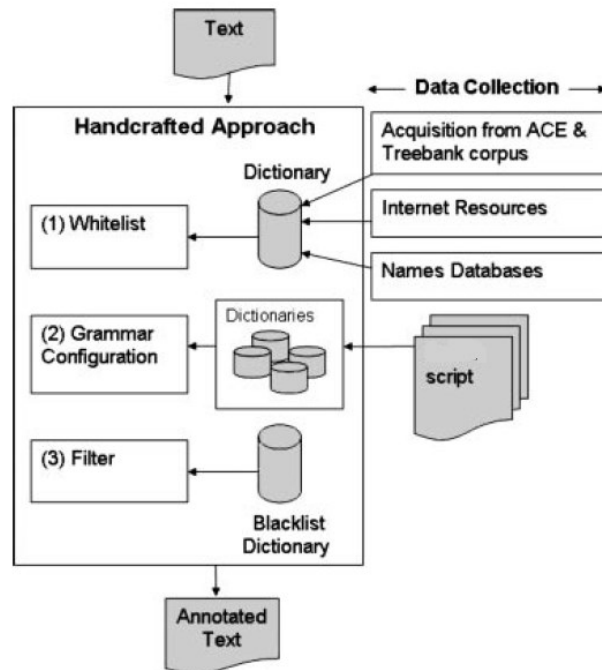 Text
Data Collection
Handcrafted Approach
Acquisition from ACE &
Treebank corpus
Dictionary
(1) Whitelist
Internet Resources
Names Databases
(2) Grammar
Configuration
Dictionaries
script
(3) Filter
Blacklist
Dictionary
Annotated
Text